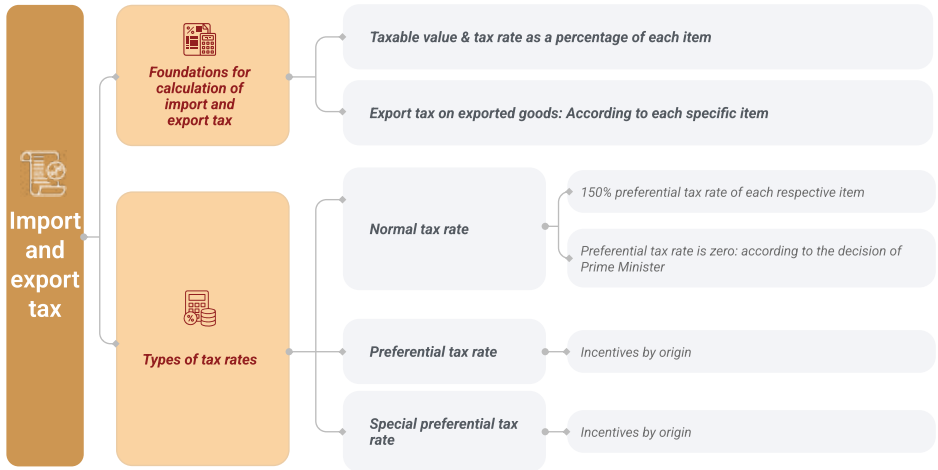 Import
and
export
tax
Foundations for
calculation of
import and
export tax
Taxable value & tax rate as a percentage of each item
Export tax on exported goods: According to each specific item
Types of tax rates
Normal tax rate
150% preferential tax rate of each respective item
Preferential tax rate is zero: according to the decision of
Prime Minister
Preferential tax rate
Incentives by origin
Special preferential tax
rate
Incentives by origin